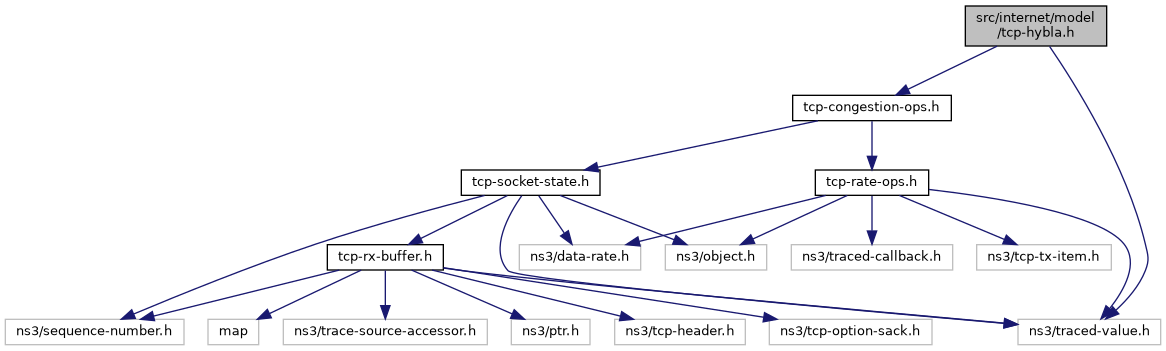 src/internet/model
/tcp-hybla.h
tcp-congestion-ops.h
tcp-socket-state.h
tcp-rate-ops.h
tcp-rx-buffer.h
ns3/data-rate.h
ns3/object.h
ns3/traced-callback.h
ns3/tcp-tx-item.h
ns3/sequence-number.h
map
ns3/trace-source-accessor.h
ns3/ptr.h
ns3/tcp-header.h
ns3/tcp-option-sack.h
ns3/traced-value.h